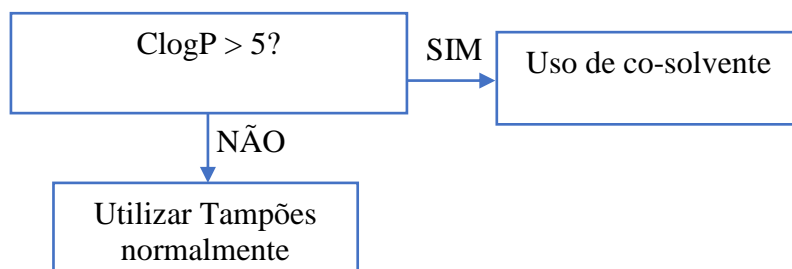 ClogP > 5?
SIM
Uso de co-solvente
NÃO
Utilizar Tampões
normalmente